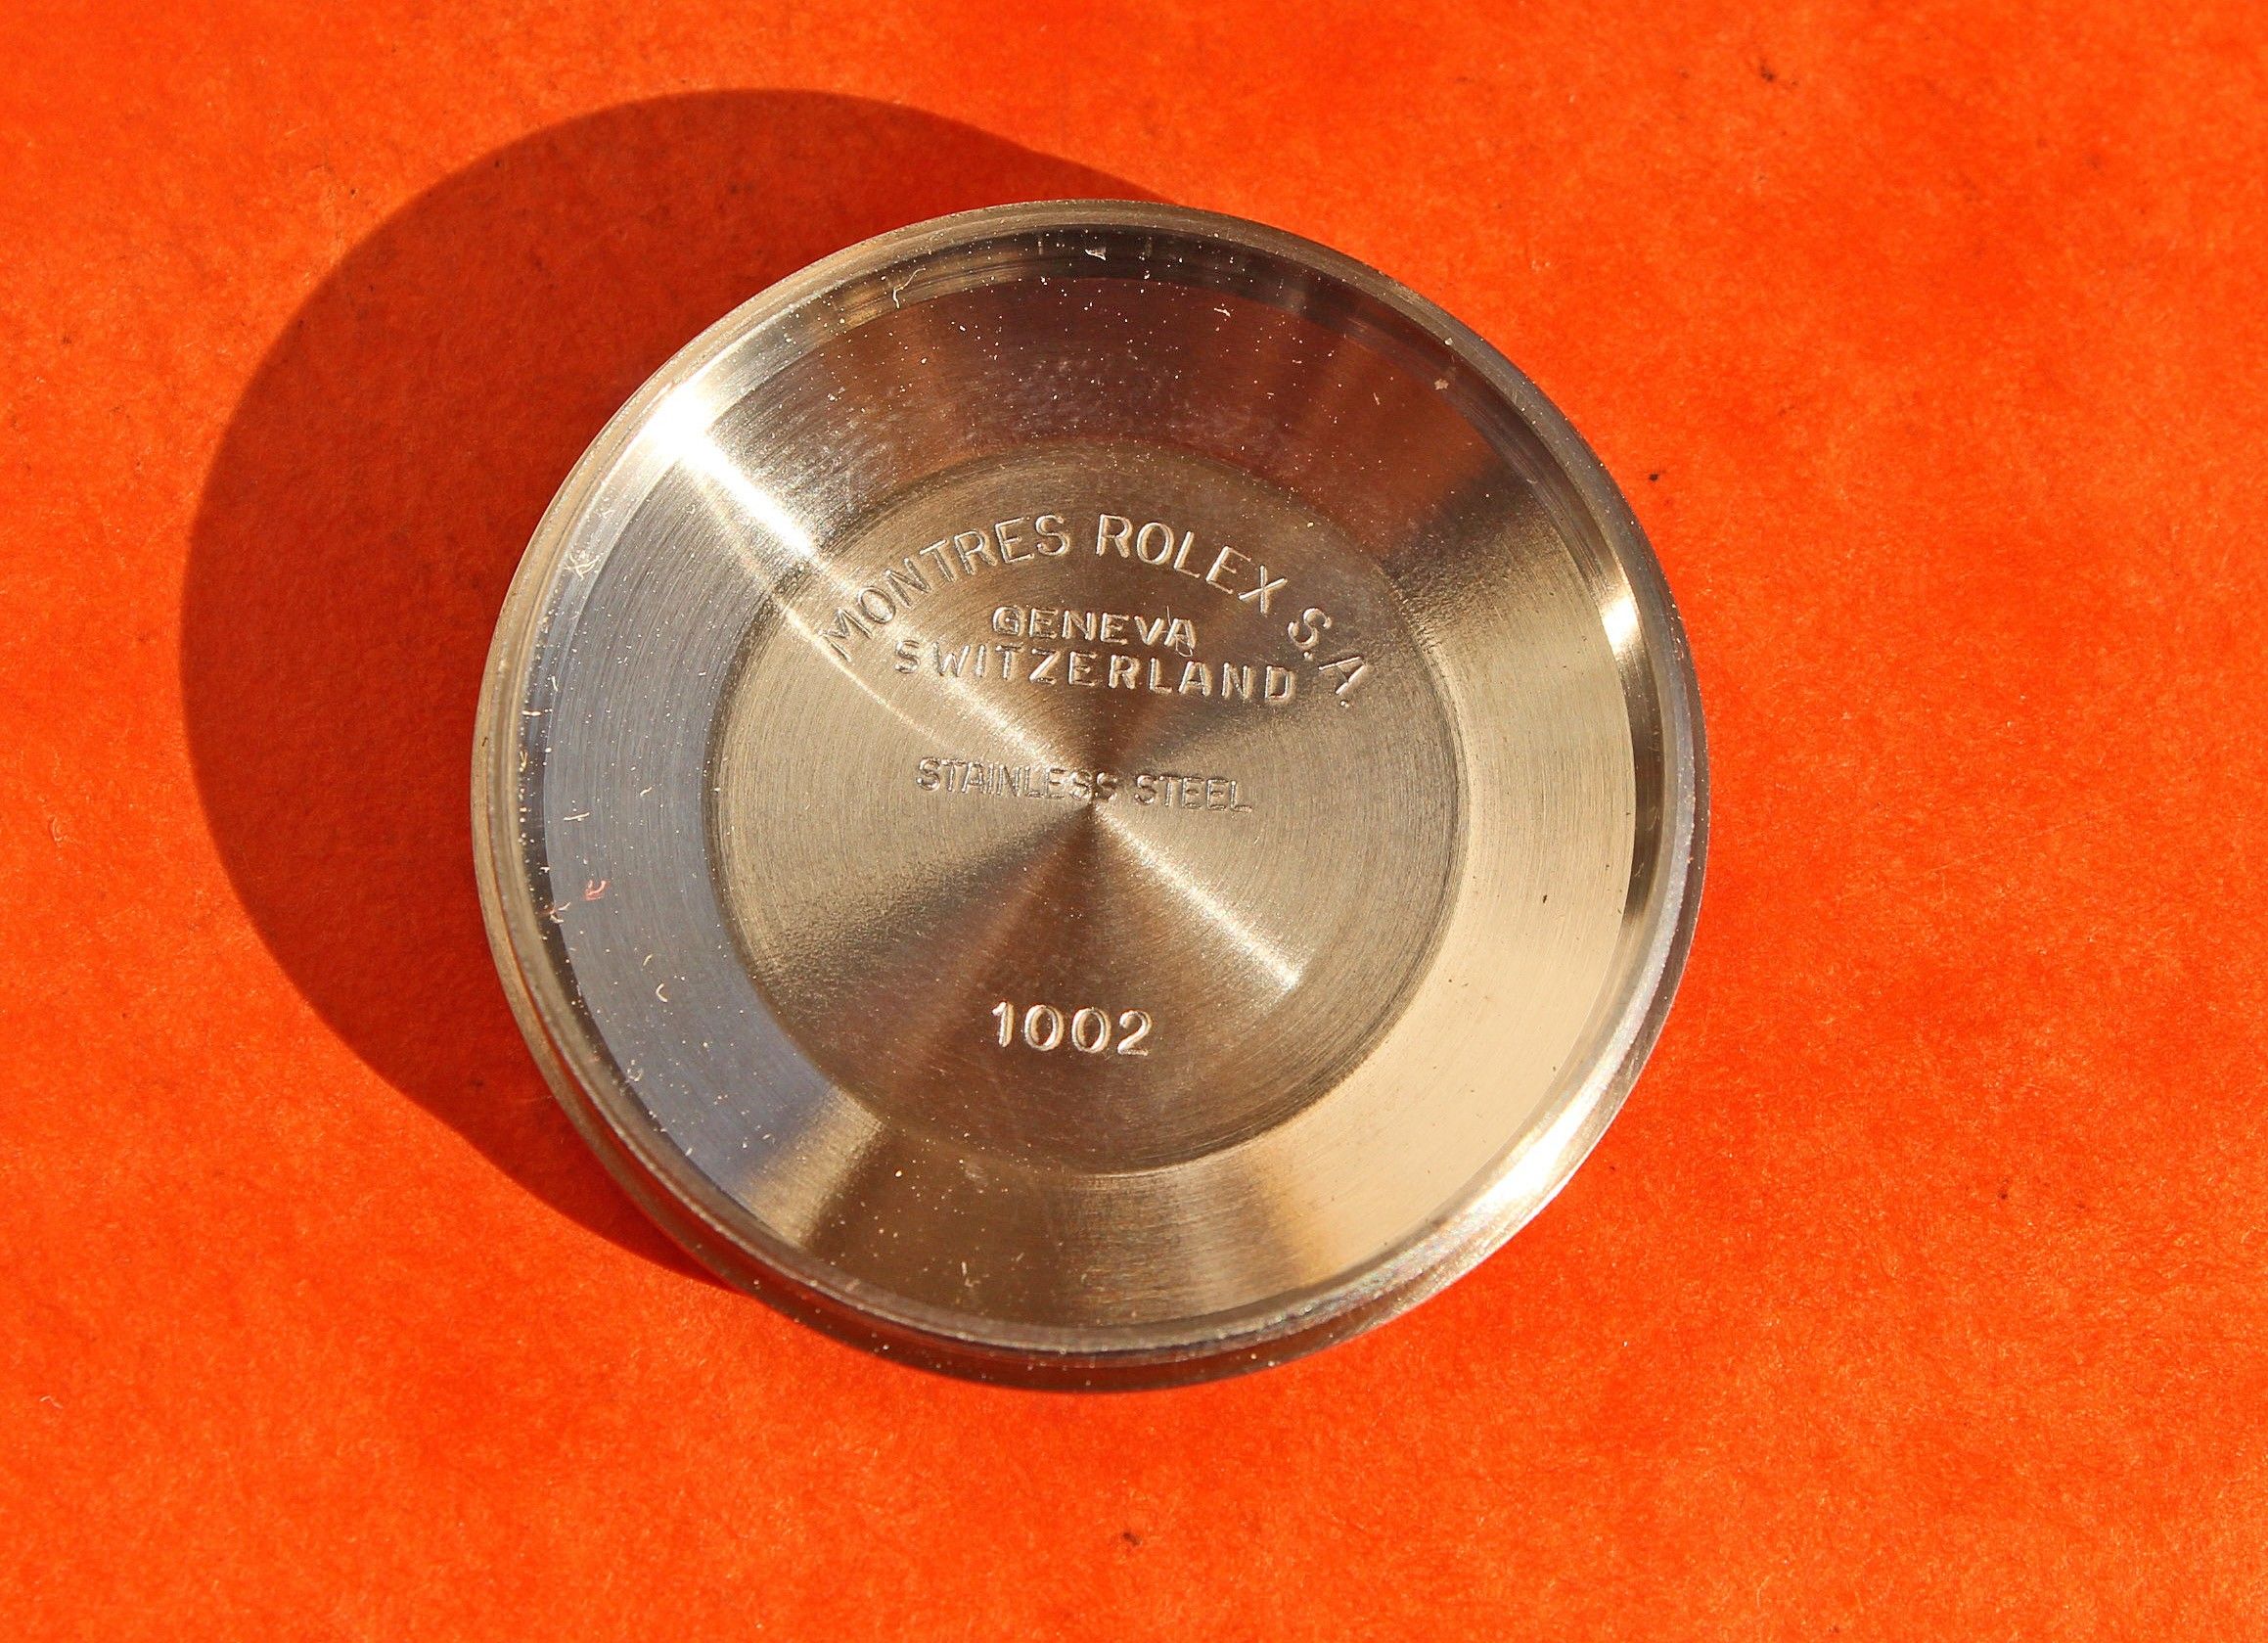 MONTRES ROLEX S.A.
GENEVA
SWITZERLAND
STAINLESS STEEL
1002